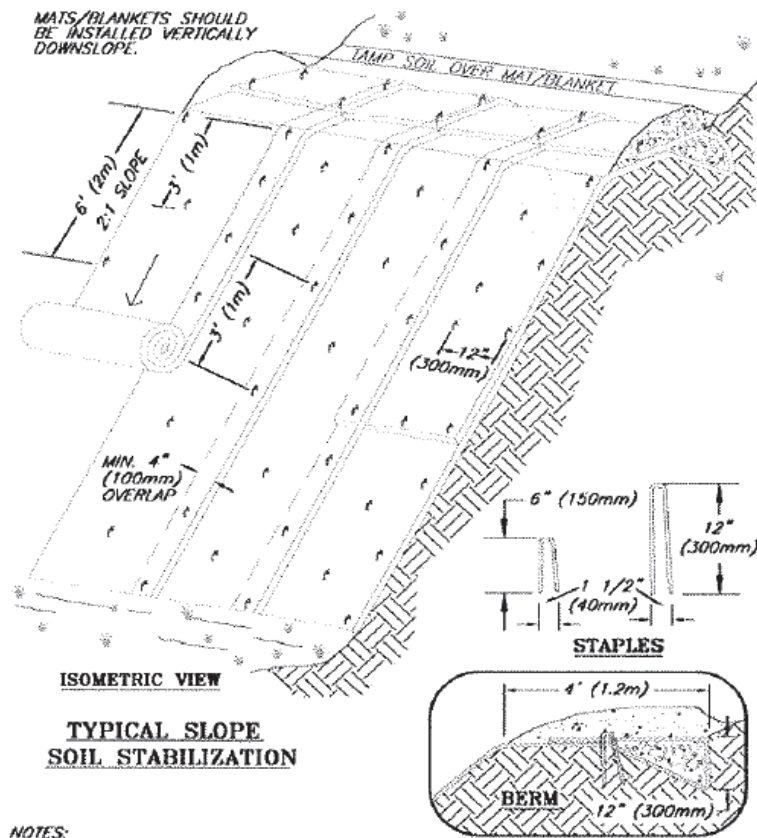 MATS/BLANKETS SHOULD
BE INSTALLED VERTICALLY
DOWNSLOPE.
TAMP SOIL OVER MAT/BLANKET
6' (2m)
2:1 SLOPE
3' (1m)
3' (1m)
12"
(300mm)
MIN. 4"
(100mm)
OVERLAP
6" (150mm)
12"
(300mm)
1 1/2"
(40mm)
STAPLES
ISOMETRIC VIEW
TYPICAL SLOPE
SOIL STABILIZATION
4' (1.2m)
BERM
12" (300mm)
NOTES: